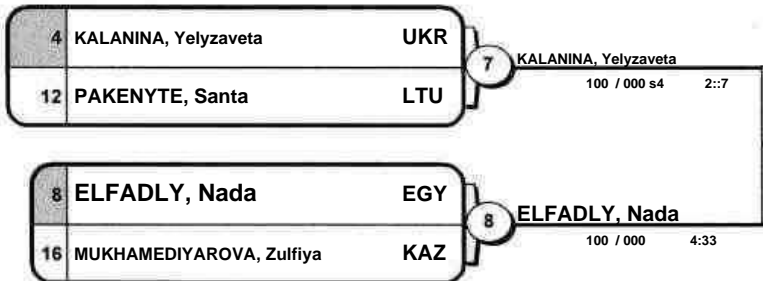 4 KALANINA, Yelyzaveta UKR
7 KALANINA, Yelyzaveta
100 / 000 s4 2::7
12 PAKENYTE, Santa LTU
8 ELFADLY, Nada EGY
8 ELFADLY, Nada
100 / 000 4:33
16 MUKHAMEDIYAROVA, Zulfiya KAZ